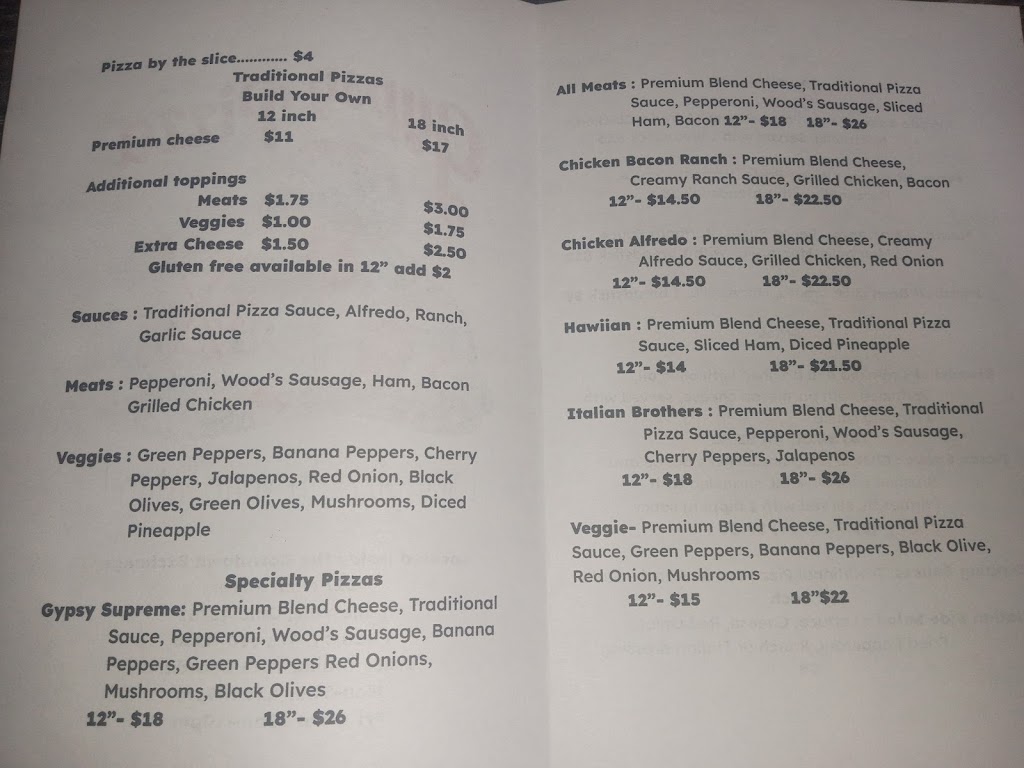 Pizza by the slice............ $4
Traditional Pizzas
Build Your Own
12 inch 18 inch
Premium cheese $11 $17
Additional toppings
Meats $1.75 $3.00
Veggies $1.00 $1.75
Extra Cheese $1.50 $2.50
Gluten free available in 12” add $2
Sauces : Traditional Pizza Sauce, Alfredo, Ranch,
Garlic Sauce
Meats : Pepperoni, Wood’s Sausage, Ham, Bacon
Grilled Chicken
Veggies : Green Peppers, Banana Peppers, Cherry
Peppers, Jalapenos, Red Onion, Black
Olives, Green Olives, Mushrooms, Diced
Pineapple
Specialty Pizzas
Gypsy Supreme: Premium Blend Cheese, Traditional
Sauce, Pepperoni, Wood’s Sausage, Banana
Peppers, Green Peppers Red Onions,
Mushrooms, Black Olives
12”- $18 18”- $26
All Meats : Premium Blend Cheese, Traditional Pizza
Sauce, Pepperoni, Wood’s Sausage, Sliced
Ham, Bacon 12”- $18 18”- $26
Chicken Bacon Ranch : Premium Blend Cheese,
Creamy Ranch Sauce, Grilled Chicken, Bacon
12”- $14.50 18”- $22.50
Chicken Alfredo : Premium Blend Cheese, Creamy
Alfredo Sauce, Grilled Chicken, Red Onion
12”- $14.50 18”- $22.50
Hawiian : Premium Blend Cheese, Traditional Pizza
Sauce, Sliced Ham, Diced Pineapple
12”- $14 18”- $21.50
Italian Brothers : Premium Blend Cheese, Traditional
Pizza Sauce, Pepperoni, Wood’s Sausage,
Cherry Peppers, Jalapenos
12”- $18 18”- $26
Veggie- Premium Blend Cheese, Traditional Pizza
Sauce, Green Peppers, Banana Peppers, Black Olive,
Red Onion, Mushrooms
12”- $15 18”$22